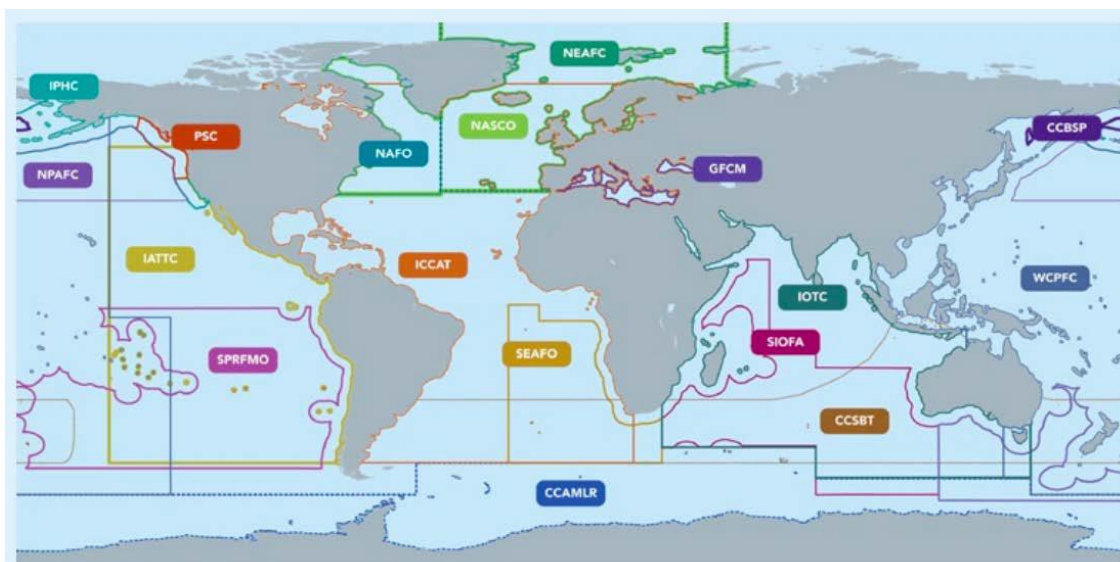 NEAFC
IPHC
PSC
NASCO
CCBSP
NAFO
NPAFC
GFCM
IATTC
ICCAT
WCPFC
IOTC
SIOFA
SPRFMO
SEAFO
CCSBT
CCAMLR